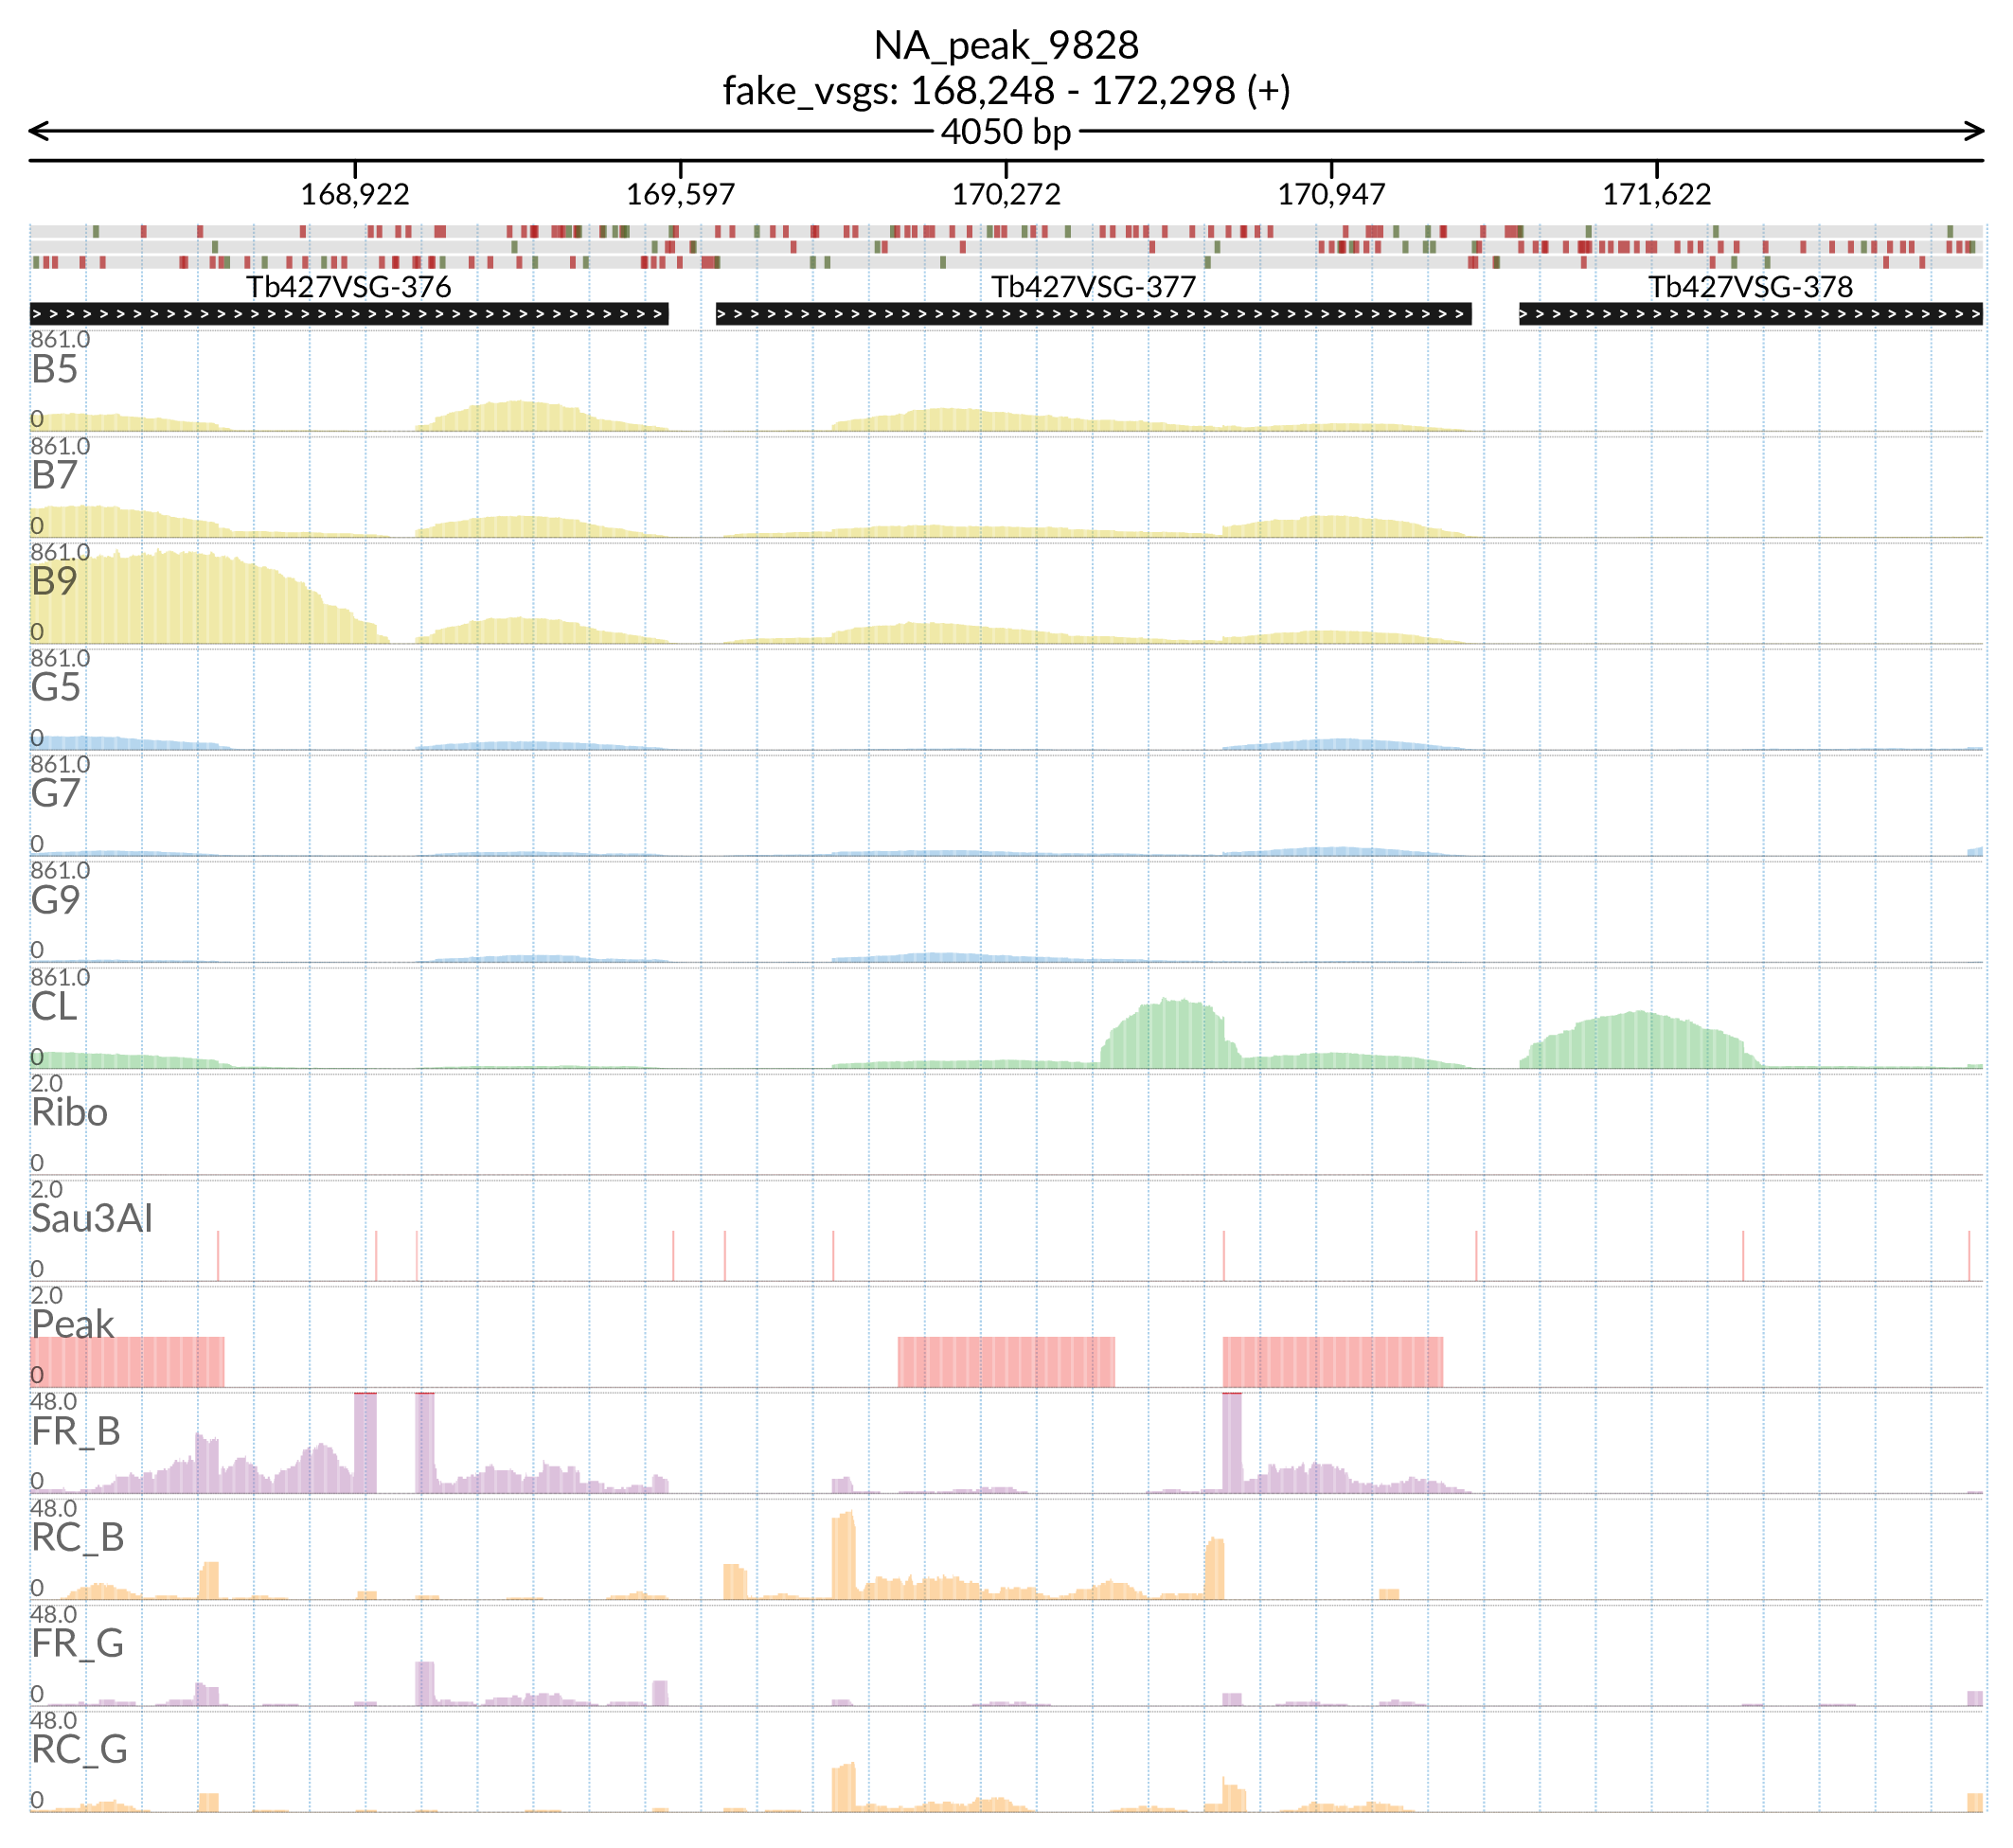 NA_peak_9828
fake_vsgs: 168,248 - 172,298 (+)
4050 bp
168,922 169,597 170,272 170,947 171,622
Tb427VSG-376 Tb427VSG-377 Tb427VSG-378
861.0
B5
0
861.0
B7
0
861.0
B9
0
861.0
G5
0
861.0
G7
0
861.0
G9
0
861.0
CL
0
2.0
Ribo
0
2.0
Sau3AI
0
2.0
Peak
0
48.0
FR_B
0
48.0
RC_B
0
48.0
FR_G
0
48.0
RC_G
0